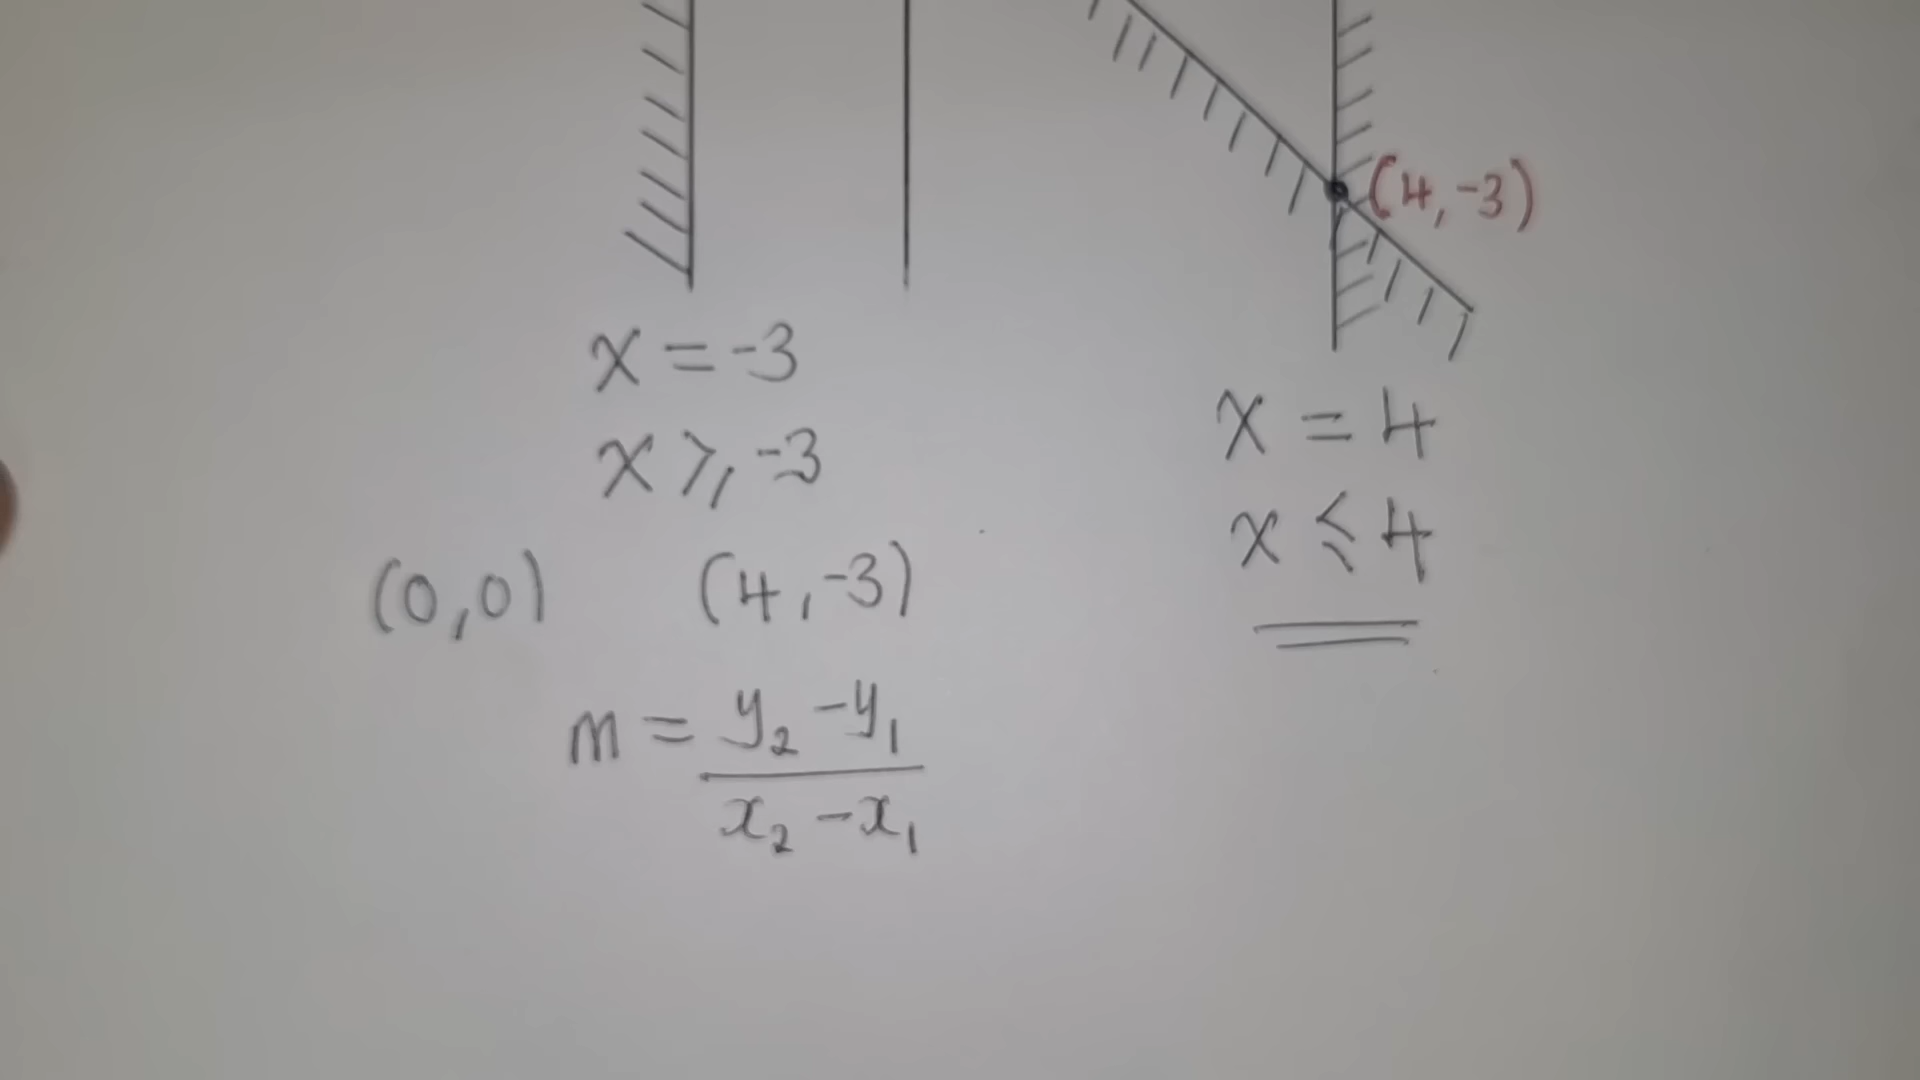 (4,-3)
x = -3
x ≥ -3
x = 4
x ≤ 4
(0,0) (4,-3)
m = y₂ - y₁
x₂ - x₁